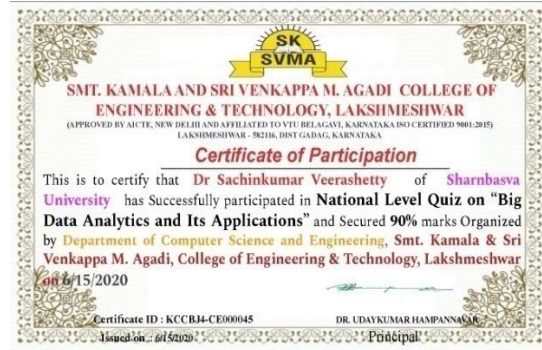 SK
SVMA
SMT. KAMALA AND SRI VENKAPPA M. AGADI COLLEGE OF
ENGINEERING & TECHNOLOGY, LAKSHMESHWAR
(APPROVED BY AICTE, NEW DELHI AND AFFILIATED TO VTU BELAGAVI, KARNATAKA ISO CERTIFIED 9001:2015)
LAKSHMESHWAR - 582116, DIST GADAG, KARNATAKA
Certificate of Participation
This is to certify that Dr Sachinkumar Veerashetty of Sharnbasva
University has Successfully participated in National Level Quiz on “Big
Data Analytics and Its Applications” and Secured 90% marks Organized
by Department of Computer Science and Engineering, Smt. Kamala & Sri
Venkappa M. Agadi, College of Engineering & Technology, Lakshmeshwar
on 6/15/2020
Certificate ID : KCCBJ4-CE000045
DR. UDAYKUMAR HAMPANNAVAR
Issued on : 6/15/2020
Principal